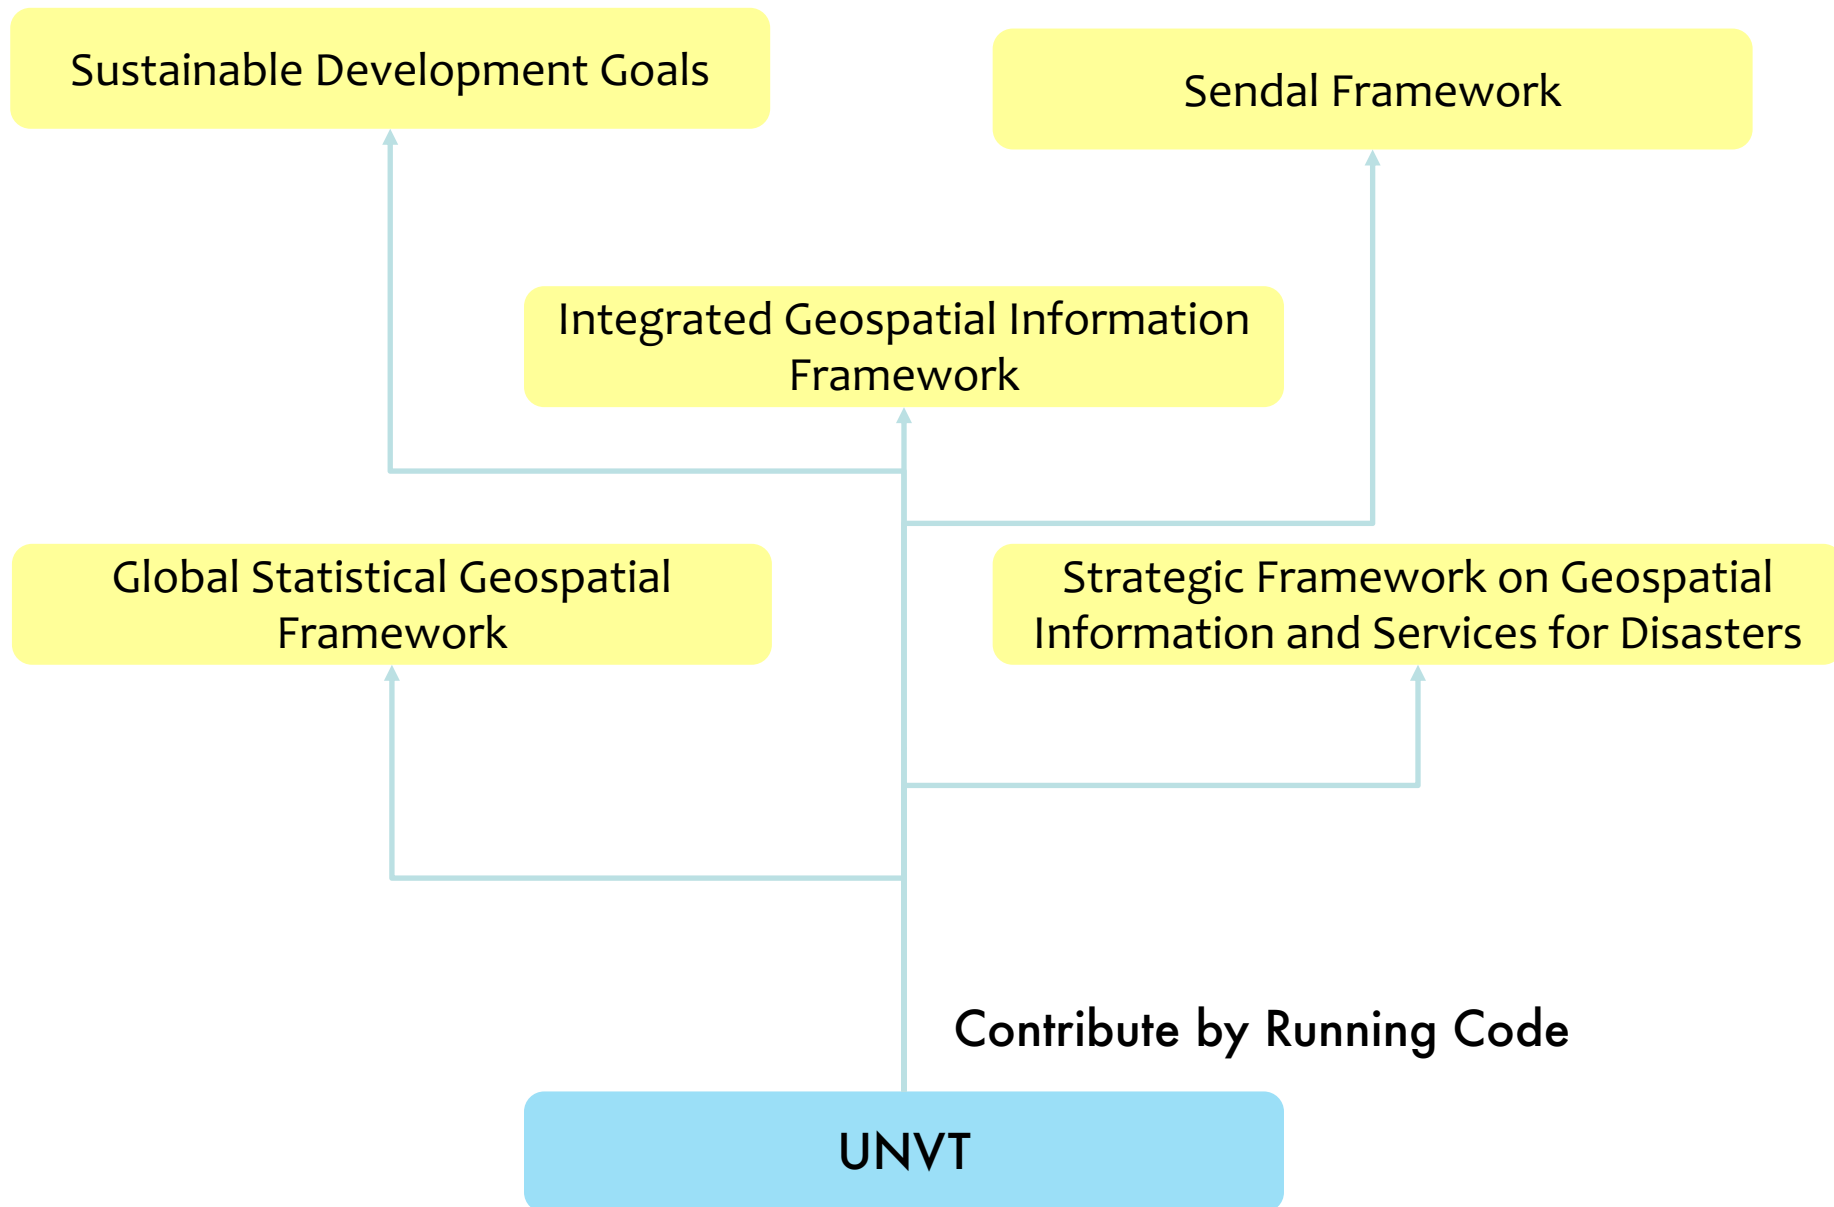 Sustainable Development Goals
Sendal Framework
Integrated Geospatial Information
Framework
Global Statistical Geospatial
Framework
Strategic Framework on Geospatial
Information and Services for Disasters
Contribute by Running Code
UNVT